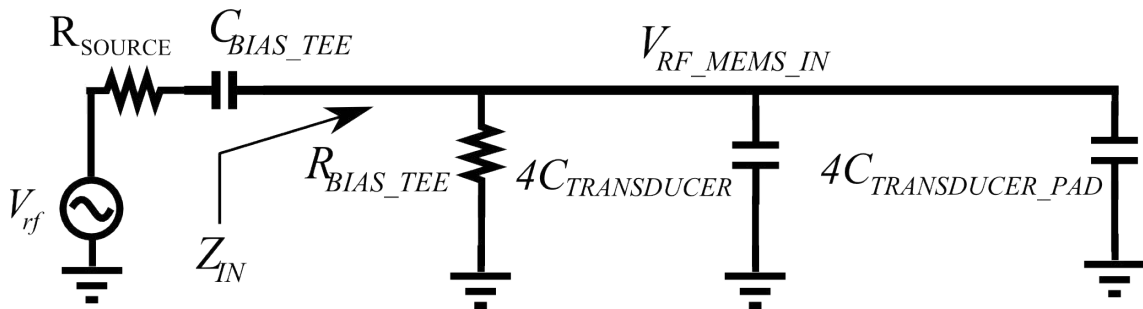 R_SOURCE
C_BIAS_TEE
V_RF_MEMS_IN
R_BIAS_TEE
4C_TRANSDUCER
4C_TRANSDUCER_PAD
V_rf
Z_IN